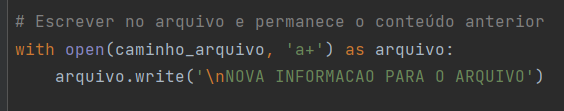 # Escrever no arquivo e permanece o conteúdo anterior
with open(caminho_arquivo, 'a+') as arquivo:
    arquivo.write('\nNOVA INFORMACAO PARA O ARQUIVO')